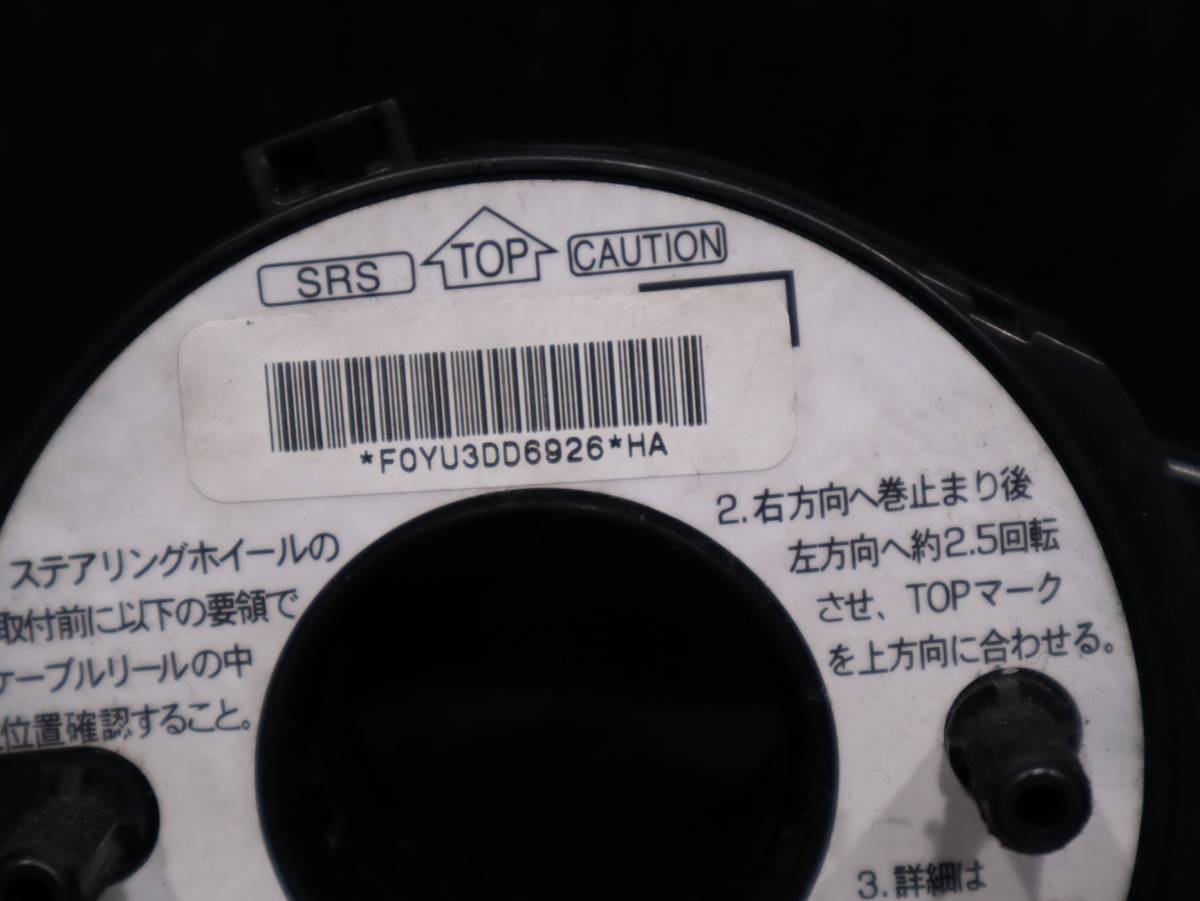 SRS
TOP
CAUTION
*F0YU3DD6926*HA
ステアリングホイールの
取付前に以下の要領で
ケーブルリールの中
位置確認すること。
2.右方向へ巻止まり後
左方向へ約2.5回転
させ、TOPマーク
を上方向に合わせる。
3.詳細は